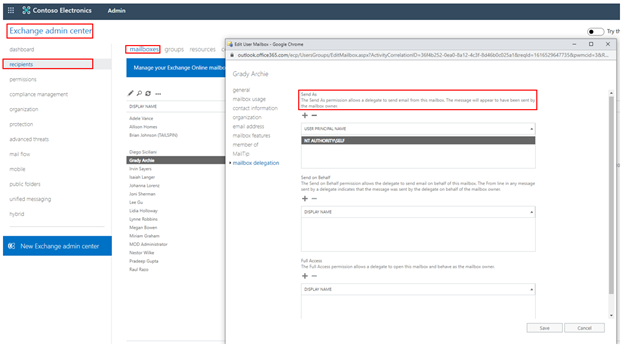 Contoso Electronics Admin
Exchange admin center
Try th
dashboard
recipients
permissions
compliance management
organization
protection
advanced threats
mail flow
mobile
public folders
unified messaging
hybrid
New Exchange admin center
mailboxes groups resources c
Manage your Exchange Online mailbo
DISPLAY NAME
Adele Vance
Allison Homes
Brian Johnson (TAILSPIN)
Diego Siciliani
Grady Archie
Irvin Sayers
Isaiah Langer
Johanna Lorenz
Joni Sherman
Lee Gu
Lidia Holloway
Lynne Robbins
Megan Bowen
Miriam Graham
MOD Administrator
Nestor Wilke
Pradeep Gupta
Raul Razo
Edit User Mailbox - Google Chrome
outlook.office365.com/ecp/UsersGroups/EditMailbox.aspx?ActivityCorrelationID=
Grady Archie
general
mailbox usage
contact information
organization
email address
mailbox features
member of
MailTip
mailbox delegation
Send As
The Send As permission allows a delegate to send email from this mailbox. The message will appear to have been sent by
the mailbox owner.
USER PRINCIPAL NAME
NT AUTHORITY\SELF
Send on Behalf
The Send on Behalf permission allows the delegate to send email on behalf of this mailbox. The From line in any message
sent by a delegate indicates that the message was sent by the delegate on behalf of the mailbox owner.
DISPLAY NAME
Full Access
The Full Access permission allows a delegate to open this mailbox and behave as the mailbox owner.
DISPLAY NAME
Save Cancel